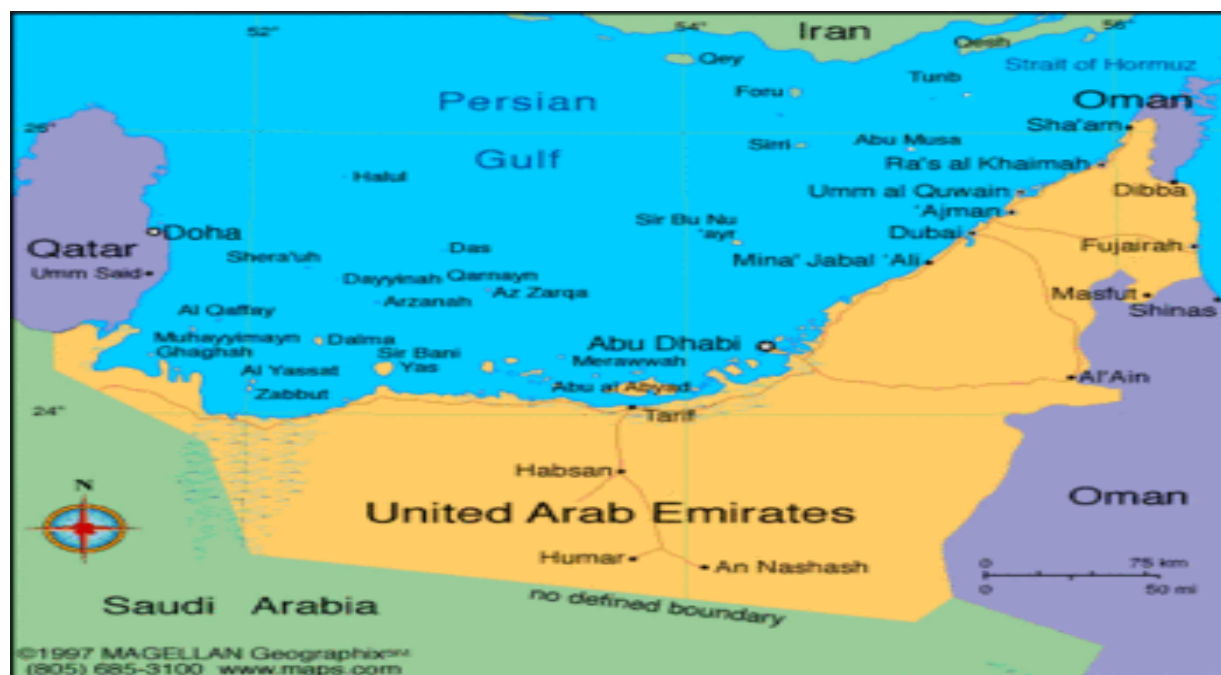 52°
54°
Iran
56°
Qesh
Qey
Strait of Hormuz
Tunb
Foru
Persian
Oman
26°
Sha'am
Sirri
Abu Musa
Gulf
Ra's al Khaimah
Halul
Umm al Quwain
Dibba
'Ajman
Sir Bu Nu
'ayr
Doha
Dubai
Qatar
Das
Fujairah
Shera'uh
Mina' Jabal 'Ali
Umm Said
Dayyinah
Qarnayn
Az Zarqa
Masfut
Arzanah
Shinas
Al Qaffay
Muhayyimayn
Dalma
Abu Dhabi
Ghaghah
Sir Bani
Yas
Merawwah
Al Yassat
Al'Ain
Abu al Abyad
Zabbut
24°
Tarif
Habsan
N
Oman
United Arab Emirates
Humar
An Nashash
0 75 km
0 50 mi
no defined boundary
Saudi Arabia
©1997 MAGELLAN Geographix℠
(805) 685-3100 www.maps.com